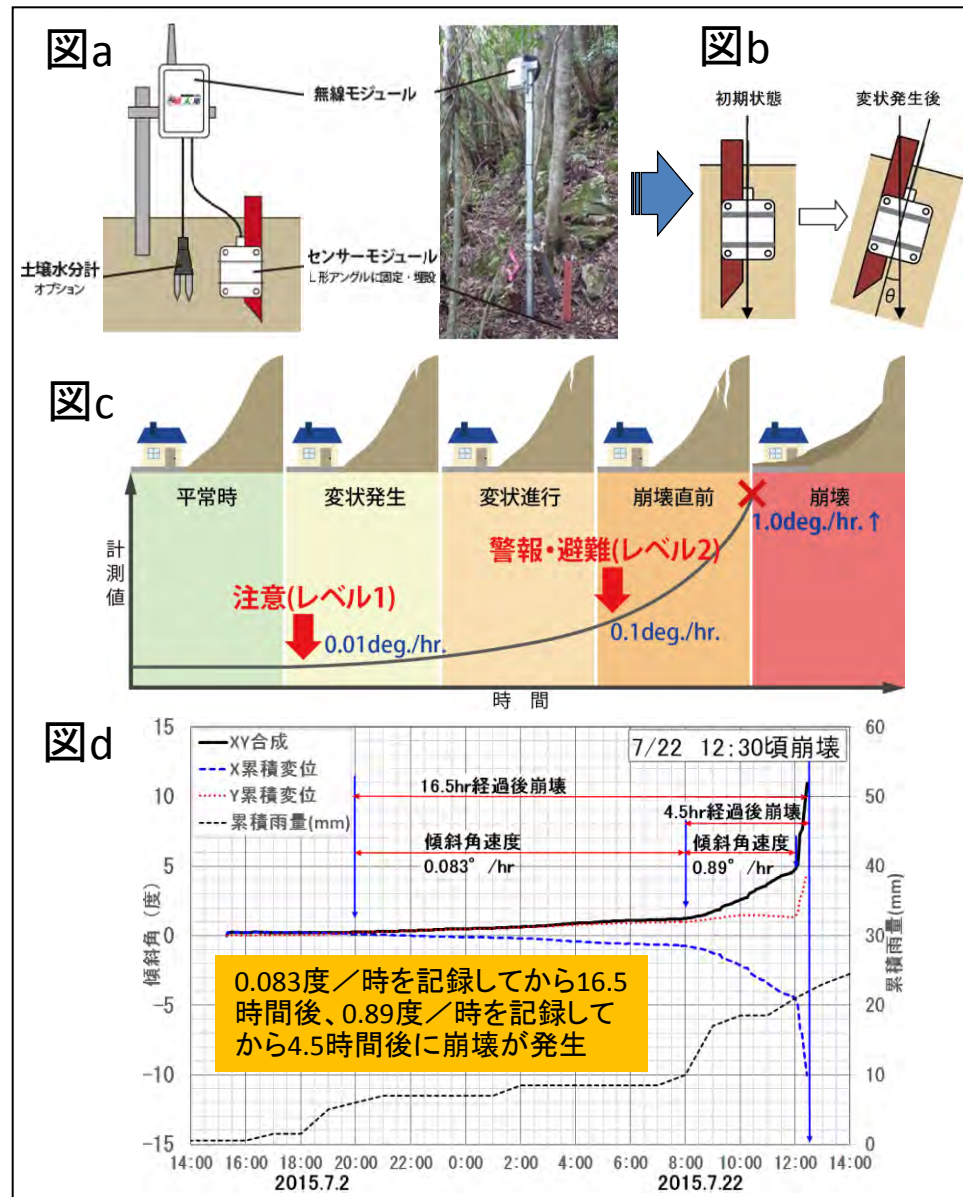 図a
無線モジュール
土壌水分計
オプション
センサーモジュール
L形アングルに固定・埋設
図b
初期状態
変状発生後
θ
図c
平常時
変状発生
変状進行
崩壊直前
崩壊
1.0deg./hr.↑
警報・避難(レベル2)
注意(レベル1)
0.01deg./hr.
0.1deg./hr.
計測値
時 間
図d
XY合成
X累積変位
Y累積変位
累積雨量(mm)
7/22 12:30頃崩壊
16.5hr経過後崩壊
4.5hr経過後崩壊
傾斜角速度
0.083°/hr
傾斜角速度
0.89°/hr
0.083度/時を記録してから16.5
時間後、0.89度/時を記録して
から4.5時間後に崩壊が発生
傾斜角(度)
15
10
5
0
-5
-10
-15
累積雨量(mm)
60
50
40
30
20
10
0
14:00 16:00 18:00 20:00 22:00 0:00 2:00 4:00 6:00 8:00 10:00 12:00 14:00
2015.7.2 2015.7.22